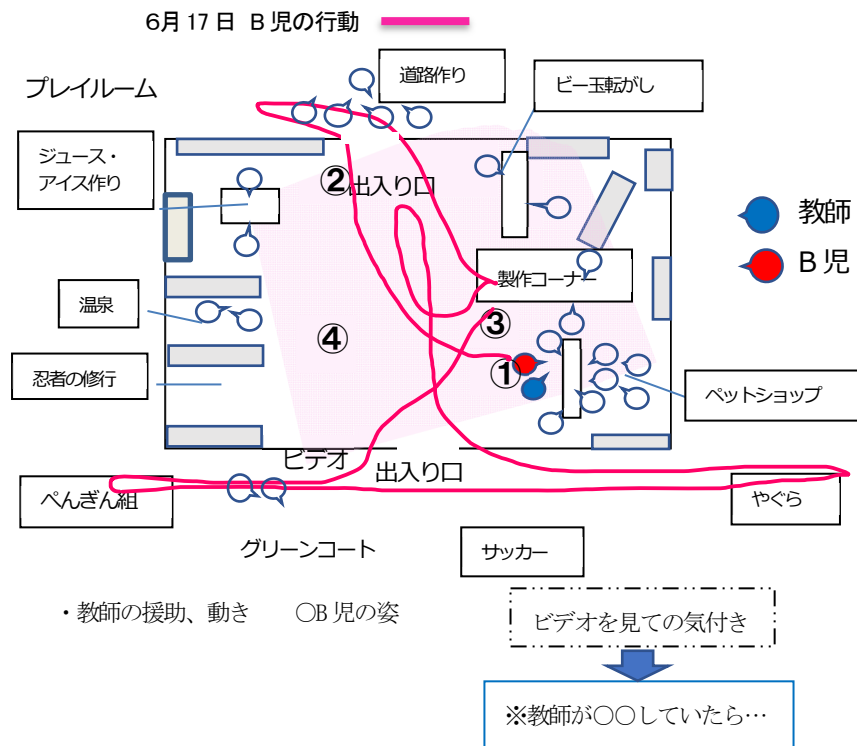 6月17日 B児の行動
プレイルーム
道路作り
ビー玉転がし
ジュース・
アイス作り
②
出入り口
教師
B児
製作コーナー
温泉
③
④
①
忍者の修行
ペットショップ
ビデオ
出入り口
ぺんぎん組
やぐら
グリーンコート
サッカー
・教師の援助、動き ○B児の姿
ビデオを見ての気付き
※教師が○○していたら…